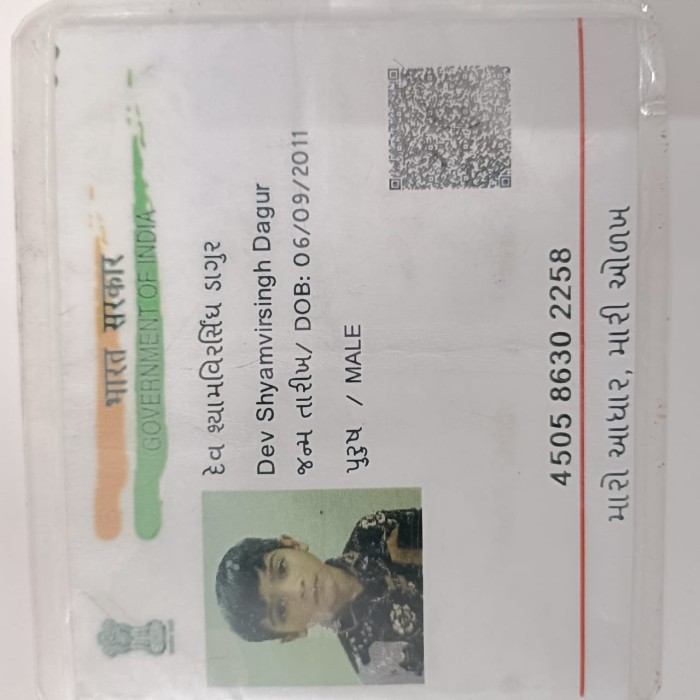 भारत सरकार
GOVERNMENT OF INDIA
દેવ શ્યામવિરસિંઘ ડાગુર
Dev Shyamvirsingh Dagur
જન્મ તારીખ/ DOB: 06/09/2011
પુરુષ / MALE
4505 8630 2258
મારો આધાર, મારી ઓળખ